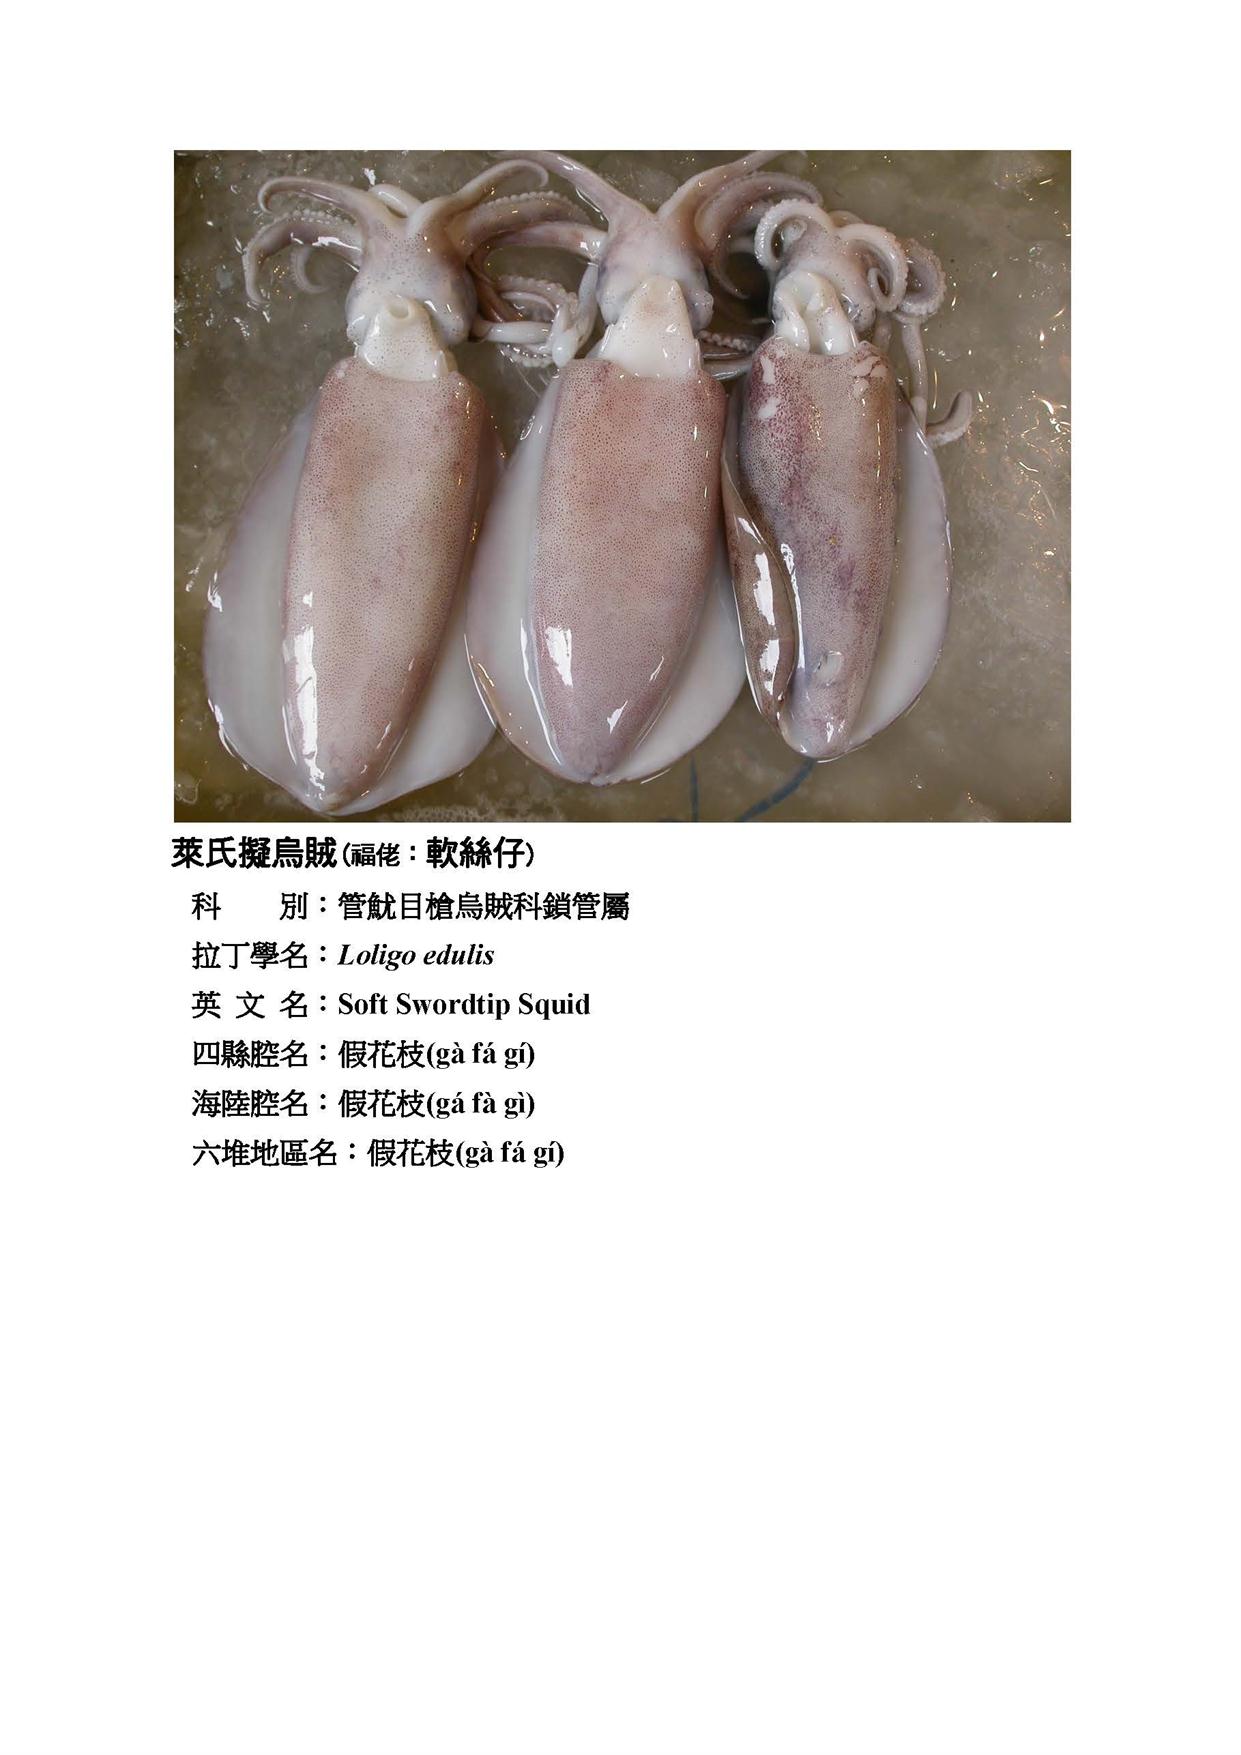 萊氏擬烏賊(福佬：軟絲仔)
科　　別：管魷目槍烏賊科鎖管屬
拉丁學名：Loligo edulis
英 文 名：Soft Swordtip Squid
四縣腔名：假花枝(gà fá gí)
海陸腔名：假花枝(gá fà gì)
六堆地區名：假花枝(gà fá gí)